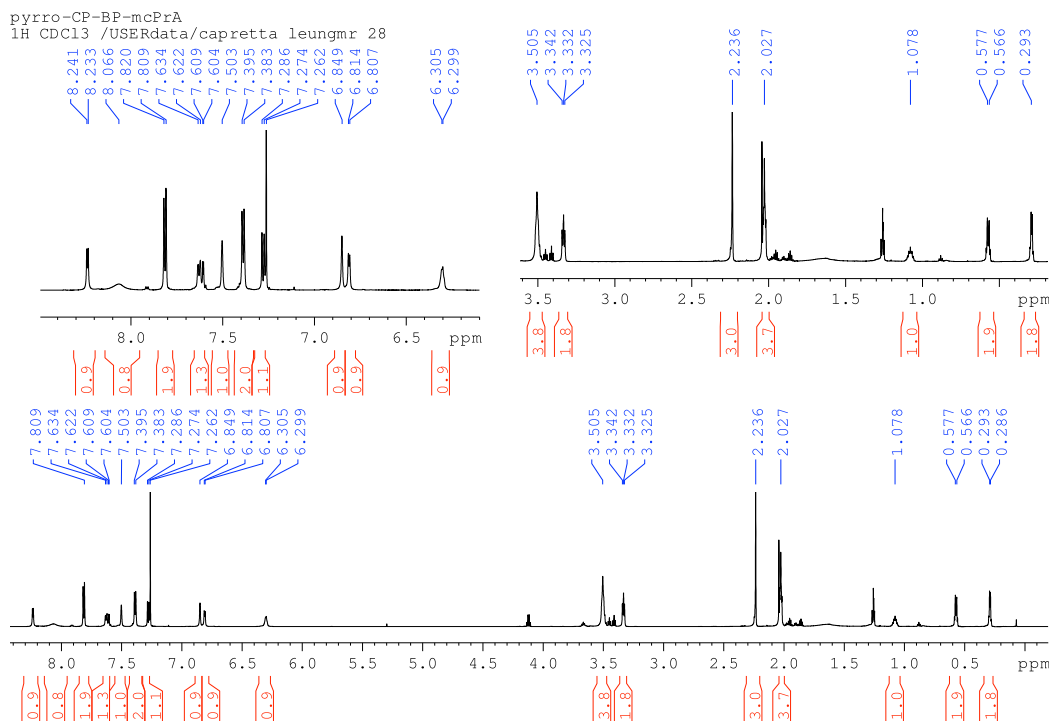 pyrro-CP-BP-mcPrA
1H CDCl3 /USERdata/capretta leungmr 28
8.241 8.233 8.066 7.820 7.809 7.634 7.622 7.609 7.604 7.503 7.395 7.383 7.286 7.274 7.262 6.849 6.814 6.807 6.305 6.299
8.0 7.5 7.0 6.5 ppm
0.9 0.8 1.9 1.3 1.0 2.0 1.1 0.9 0.9 0.9
3.505 3.342 3.332 3.325 2.236 2.027 1.078 0.577 0.566 0.293
3.5 3.0 2.5 2.0 1.5 1.0 ppm
3.8 1.8 3.0 3.7 1.0 1.9 1.8
7.809 7.634 7.622 7.609 7.604 7.503 7.395 7.383 7.286 7.274 7.262 6.849 6.814 6.807 6.305 6.299 3.505 3.342 3.332 3.325 2.236 2.027 1.078 0.577 0.566 0.293 0.286
8.0 7.5 7.0 6.5 6.0 5.5 5.0 4.5 4.0 3.5 3.0 2.5 2.0 1.5 1.0 0.5 ppm
0.9 0.8 1.9 1.3 1.0 2.0 1.1 0.9 0.9 0.9 3.8 1.8 3.0 3.7 1.0 1.9 1.8